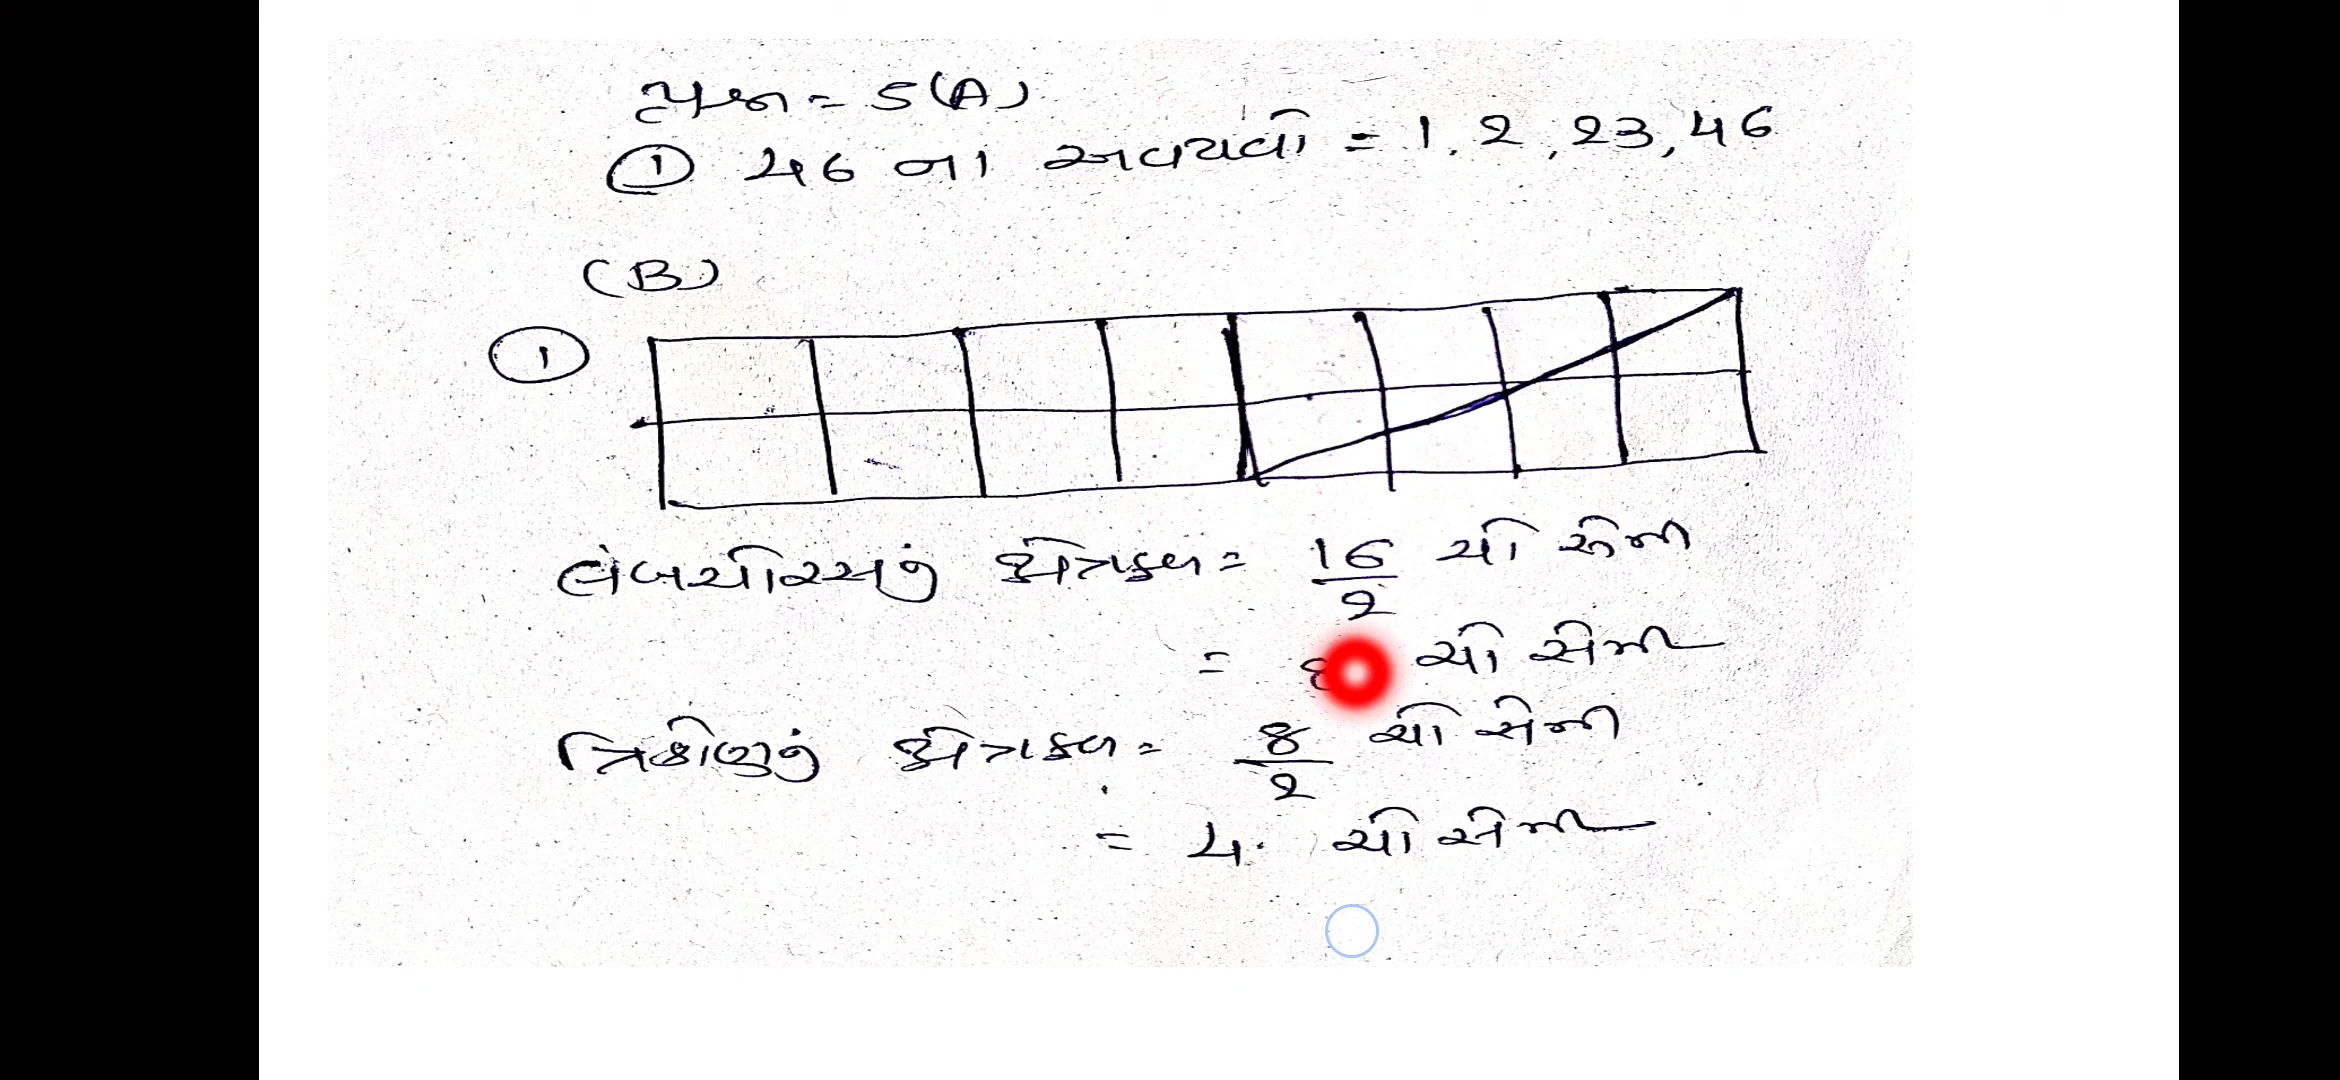 પ્રશ્ન = 5(A)
① 46 ના અવયવો = 1, 2, 23, 46
(B)
①
લંબચોરસનું ક્ષેત્રફળ = 16/2 ચો સેમી
= ચો સેમી
ત્રિકોણનું ક્ષેત્રફળ = 8/2 ચો સેમી
= 4. ચો સેમી